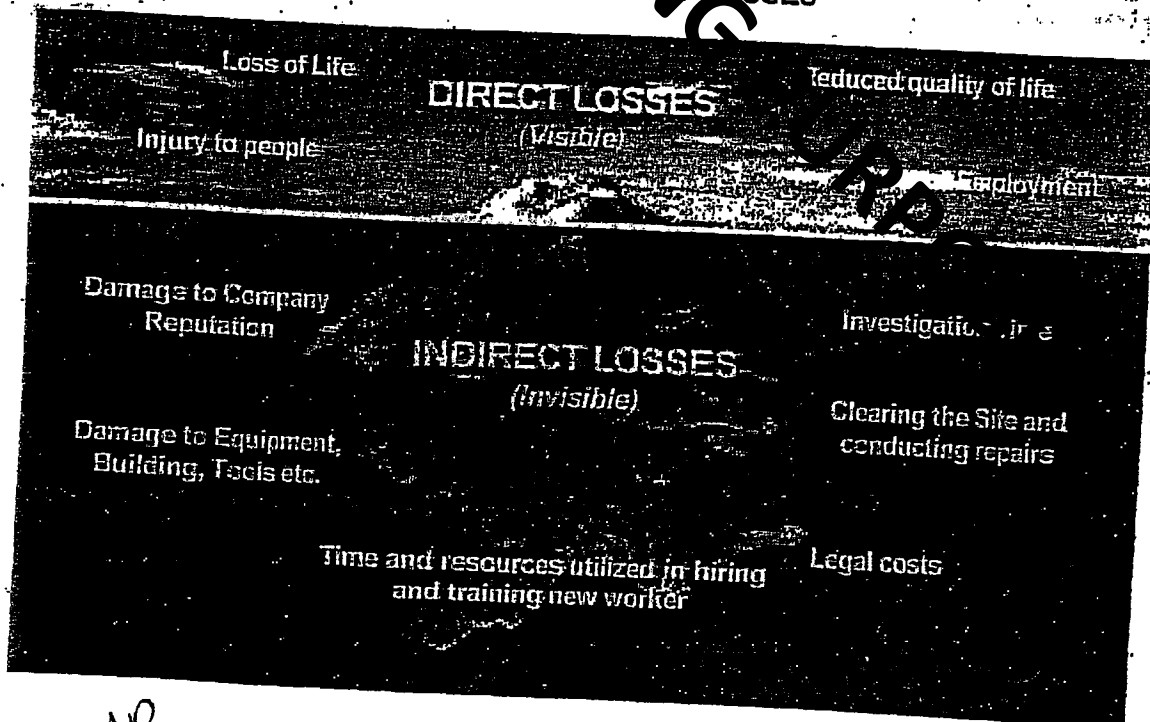 Loss of Life
DIRECT LOSSES
(Visible)
Reduced quality of life
Injury to people
Employment
Damage to Company
Reputation
INDIRECT LOSSES
(Invisible)
Investigation
Clearing the Site and
conducting repairs
Damage to Equipment,
Building, Tools etc.
Time and resources utilized in hiring
and training new worker
Legal costs